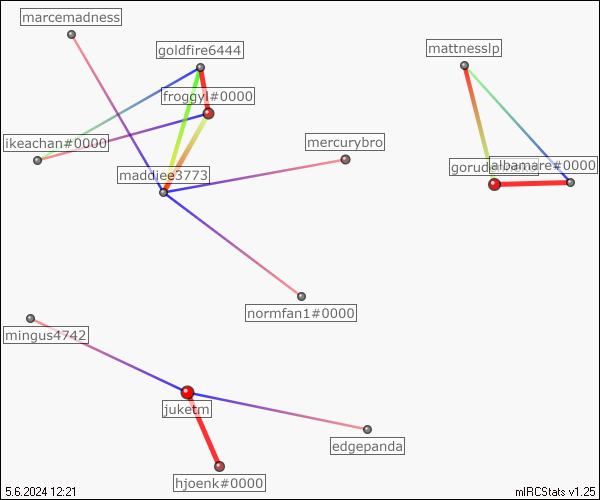 marcemadness
goldfire6444
mattnesslp
froggyl#0000
ikeachan#0000
mercurybro
albamare#0000
maddiee3773
normfan1#0000
mingus4742
juketm
edgepanda
hjoenk#0000
5.6.2024 12:21
mIRCStats v1.25